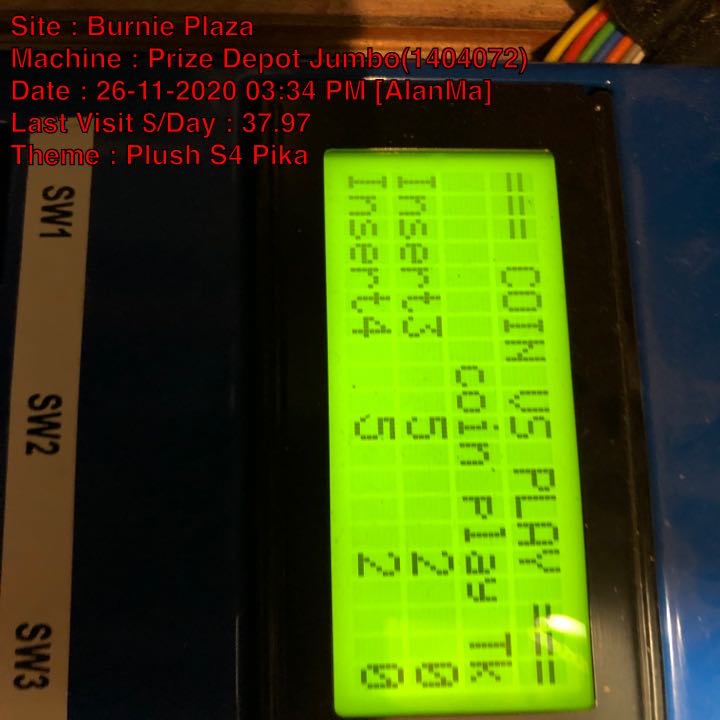 Site : Burnie Plaza
Machine : Prize Depot Jumbo(1404072)
Date : 26-11-2020 03:34 PM [AlanMa]
Last Visit $/Day : 37.97
Theme : Plush S4 Pika
SW1
SW2
SW3
=== COIN VS PLAY ===
coin Play Tk
Insert3 5 2 0
Insert4 5 2 0